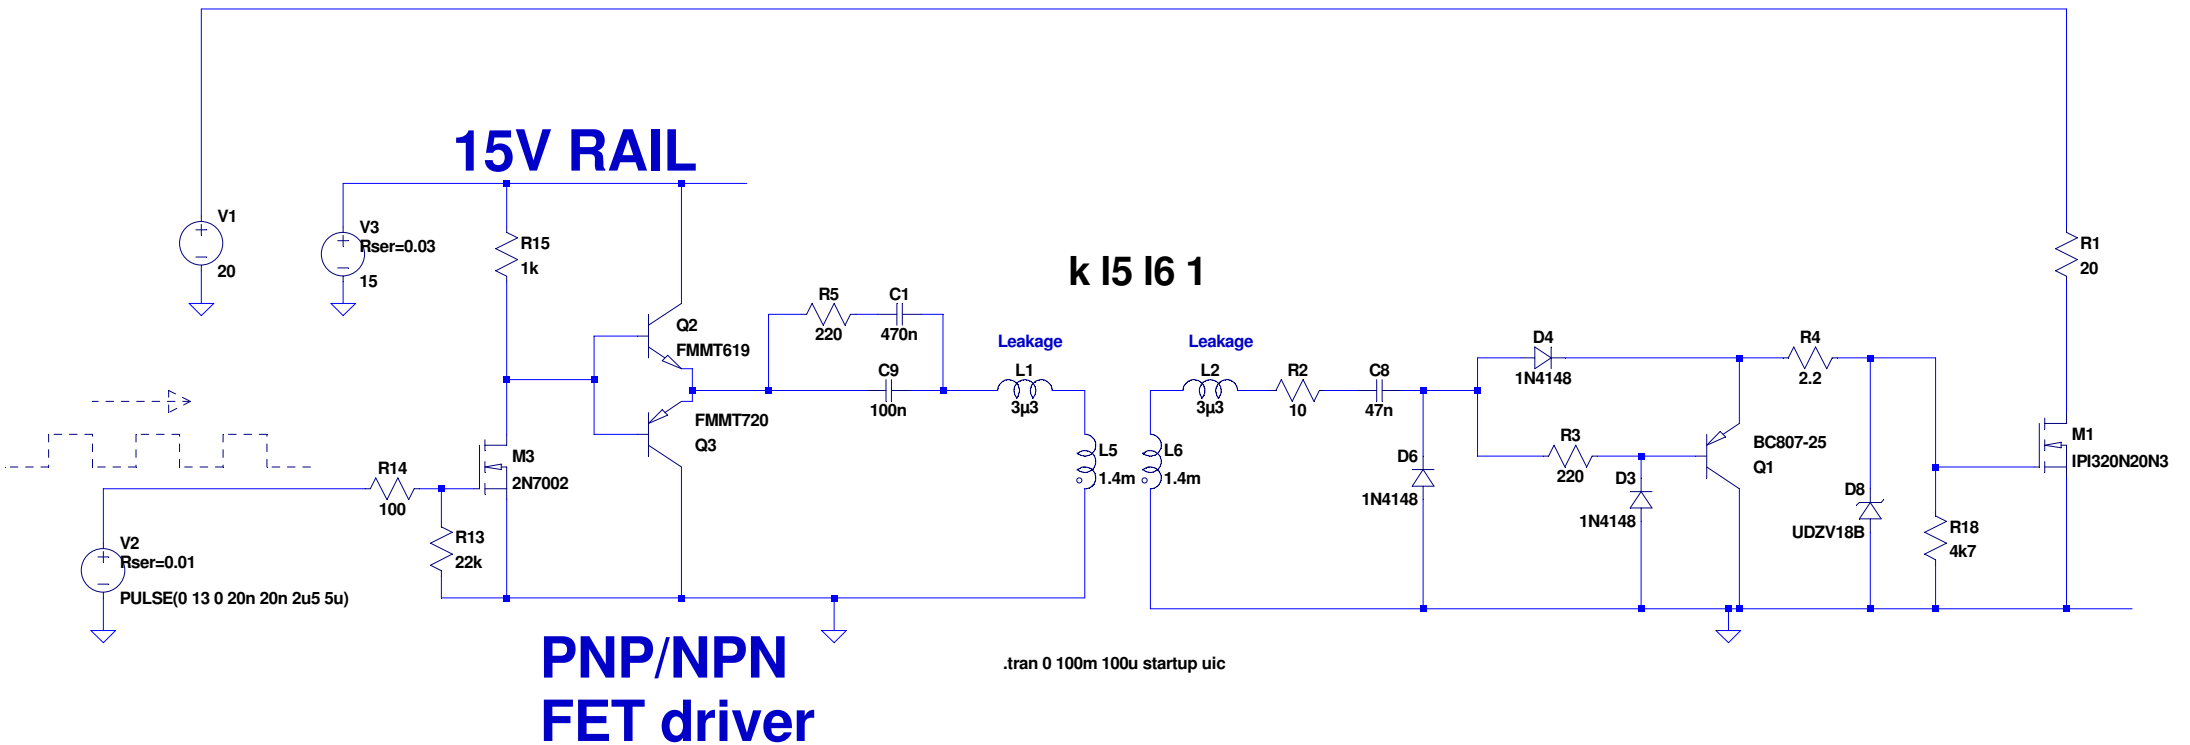 15V RAIL
V1
20
V3
Rser=0.03
15
R15
1k
R1
20
k l5 l6 1
R5
220
C1
470n
Q2
FMMT619
Leakage
L1
3µ3
Leakage
L2
3µ3
R2
10
C8
47n
D4
1N4148
R4
2.2
C9
100n
FMMT720
Q3
R14
100
M3
2N7002
L5
1.4m
L6
1.4m
D6
1N4148
R3
220
D3
1N4148
BC807-25
Q1
D8
UDZV18B
M1
IPI320N20N3
R18
4k7
R13
22k
V2
Rser=0.01
PULSE(0 13 0 20n 20n 2u5 5u)
PNP/NPN
FET driver
.tran 0 100m 100u startup uic